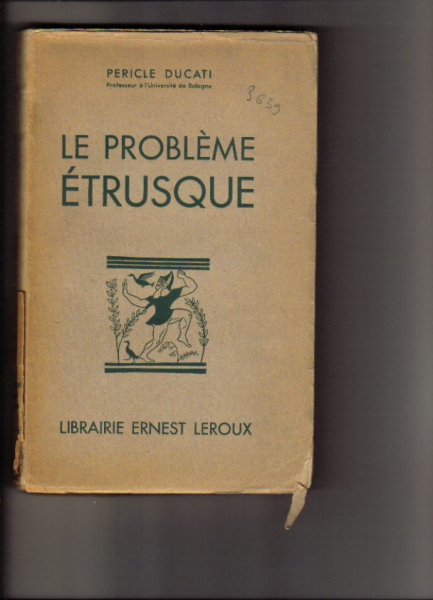 PERICLE DUCATI
Professeur à l'Université de Bologne
3659
LE PROBLÈME
ÉTRUSQUE
LIBRAIRIE ERNEST LEROUX